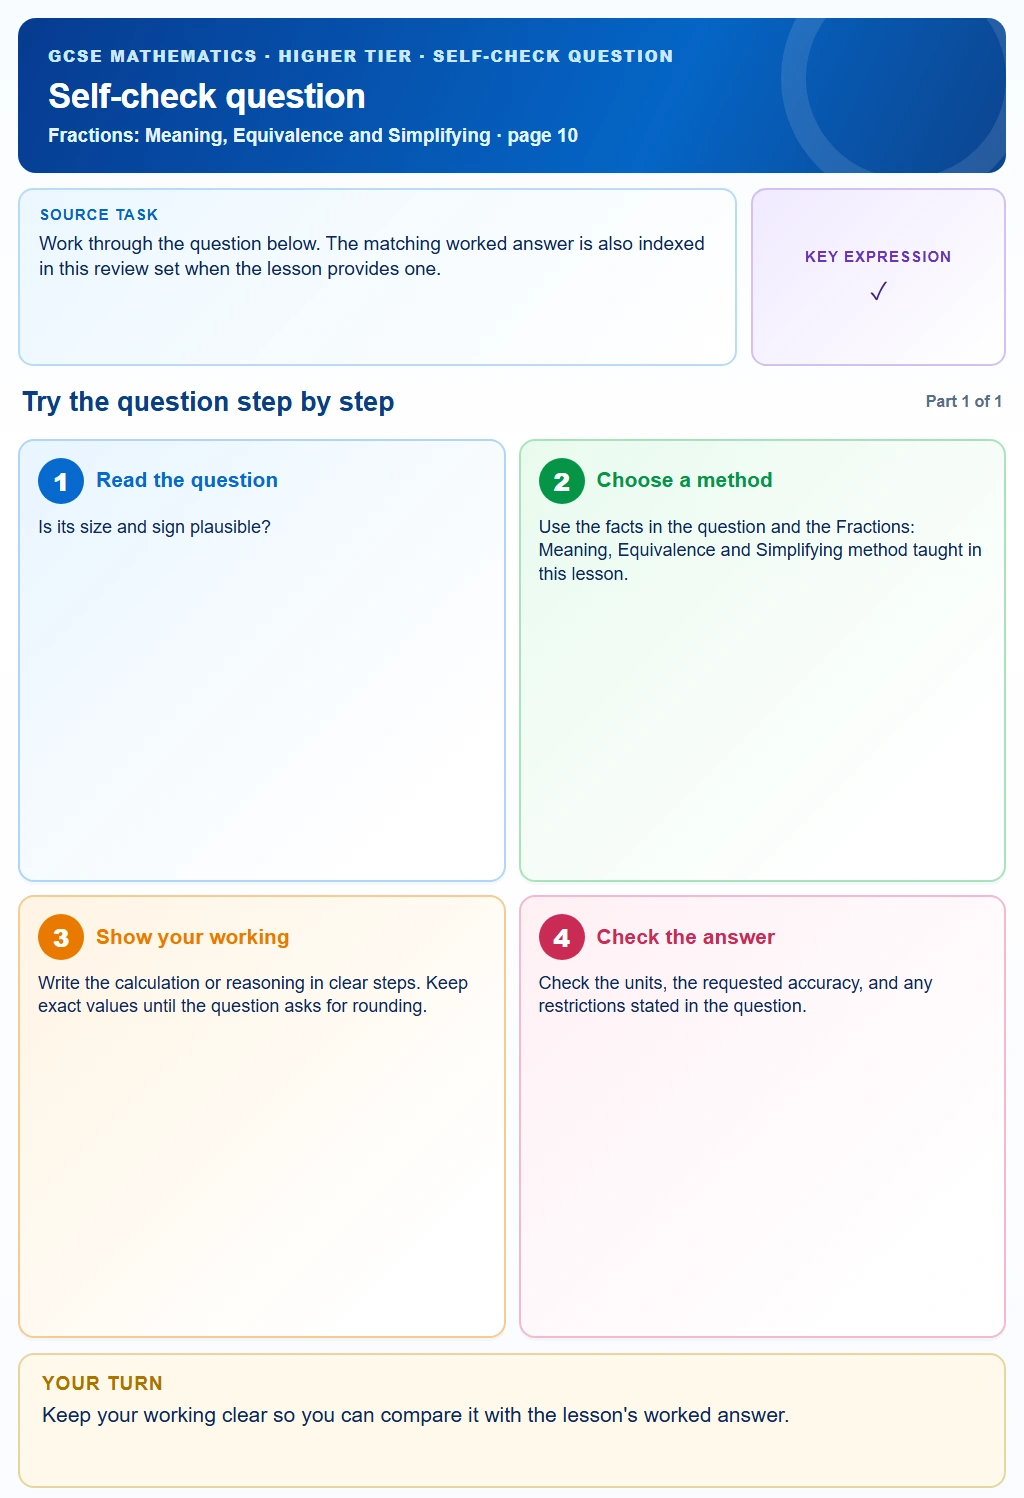 GCSE MATHEMATICS · HIGHER TIER · SELF-CHECK QUESTION
Self-check question
Fractions: Meaning, Equivalence and Simplifying · page 10
SOURCE TASK
Work through the question below. The matching worked answer is also indexed
in this review set when the lesson provides one.
KEY EXPRESSION
✓
Try the question step by step
Part 1 of 1
1 Read the question
Is its size and sign plausible?
2 Choose a method
Use the facts in the question and the Fractions:
Meaning, Equivalence and Simplifying method taught in
this lesson.
3 Show your working
Write the calculation or reasoning in clear steps. Keep
exact values until the question asks for rounding.
4 Check the answer
Check the units, the requested accuracy, and any
restrictions stated in the question.
YOUR TURN
Keep your working clear so you can compare it with the lesson's worked answer.